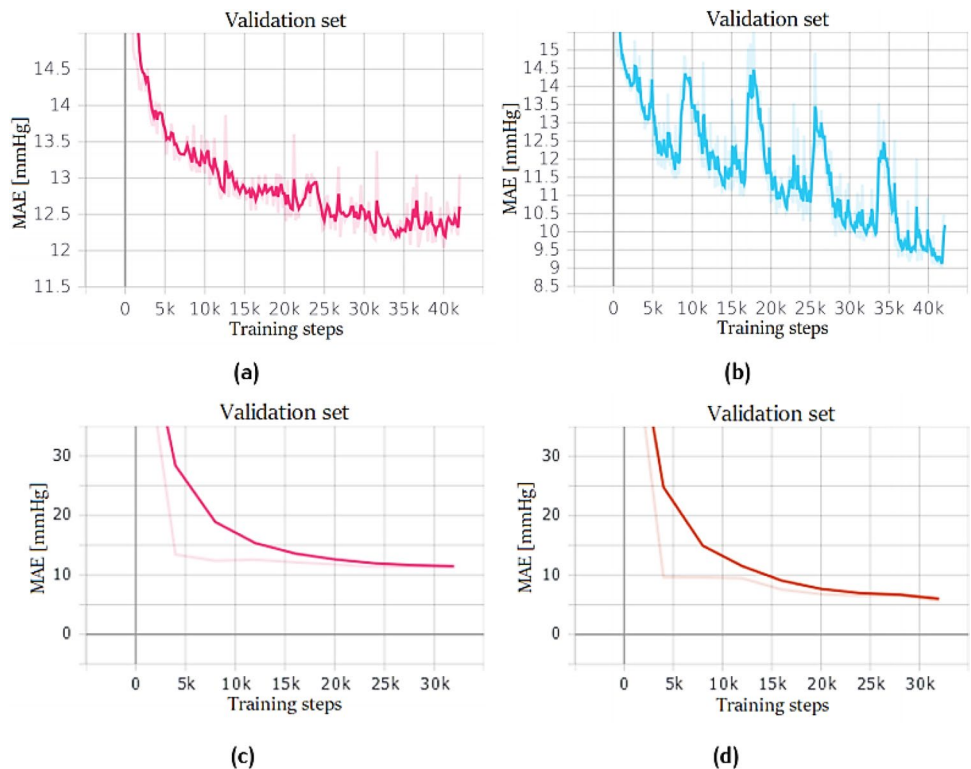 Validation set
MAE [mmHg]
14.5
14
13.5
13
12.5
12
11.5
0 5k 10k 15k 20k 25k 30k 35k 40k
Training steps
(a)
Validation set
MAE [mmHg]
15
14.5
13.5
12.5
12
11.5
10.5
10
9.5
9
8.5
0 5k 10k 15k 20k 25k 30k 35k 40k
Training steps
(b)
Validation set
MAE [mmHg]
30
20
10
0
0 5k 10k 15k 20k 25k 30k
Training steps
(c)
Validation set
MAE [mmHg]
30
20
10
0
0 5k 10k 15k 20k 25k 30k
Training steps
(d)